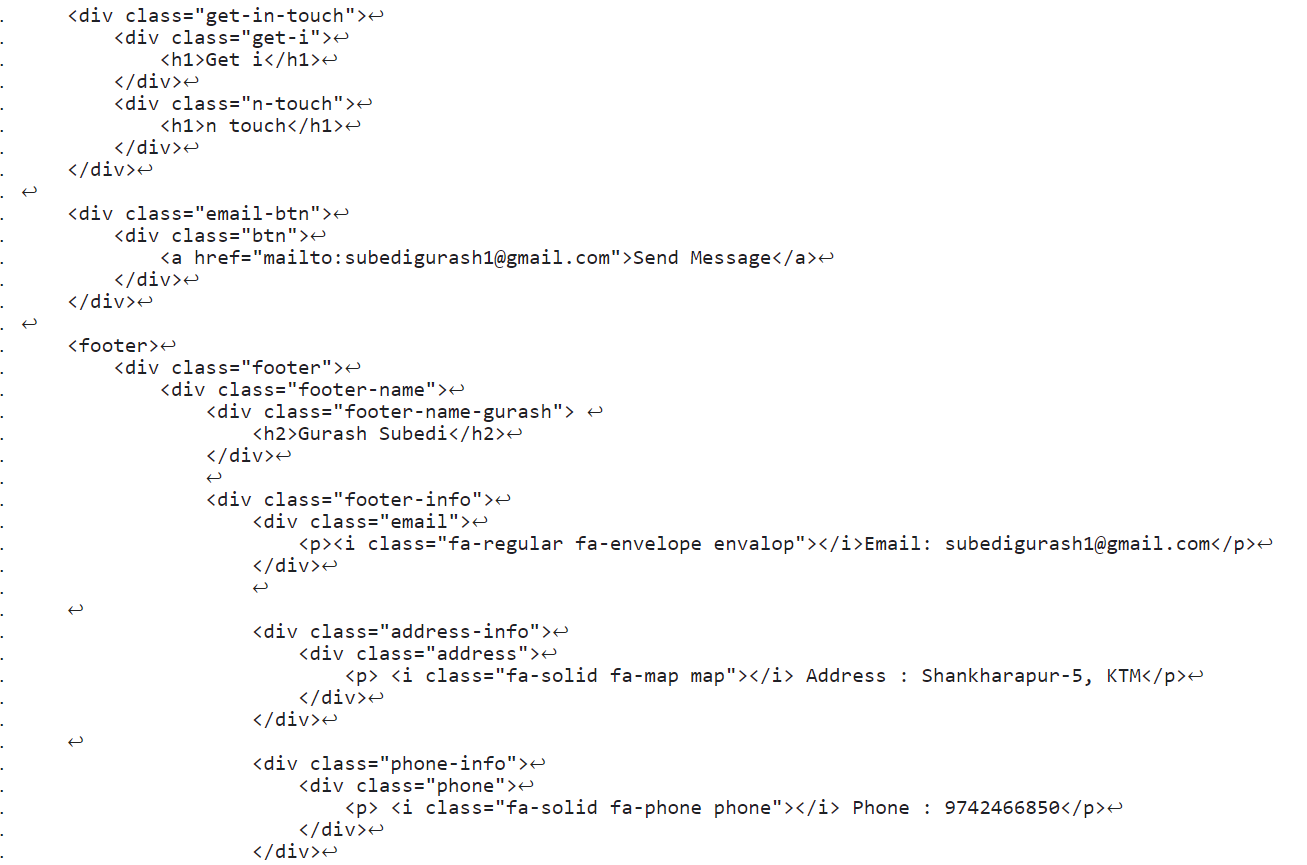 <div class="get-in-touch">↩
<div class="get-i">↩
<h1>Get i</h1>↩
</div>↩
<div class="n-touch">↩
<h1>n touch</h1>↩
</div>↩
</div>↩
↩
<div class="email-btn">↩
<div class="btn">↩
<a href="mailto:subedigurash1@gmail.com">Send Message</a>↩
</div>↩
</div>↩
↩
<footer>↩
<div class="footer">↩
<div class="footer-name">↩
<div class="footer-name-gurash"> ↩
<h2>Gurash Subedi</h2>↩
</div>↩
↩
<div class="footer-info">↩
<div class="email">↩
<p><i class="fa-regular fa-envelope envalop"></i>Email: subedigurash1@gmail.com</p>↩
</div>↩
↩
↩
<div class="address-info">↩
<div class="address">↩
<p> <i class="fa-solid fa-map map"></i> Address : Shankharapur-5, KTM</p>↩
</div>↩
</div>↩
↩
<div class="phone-info">↩
<div class="phone">↩
<p> <i class="fa-solid fa-phone phone"></i> Phone : 9742466850</p>↩
</div>↩
</div>↩